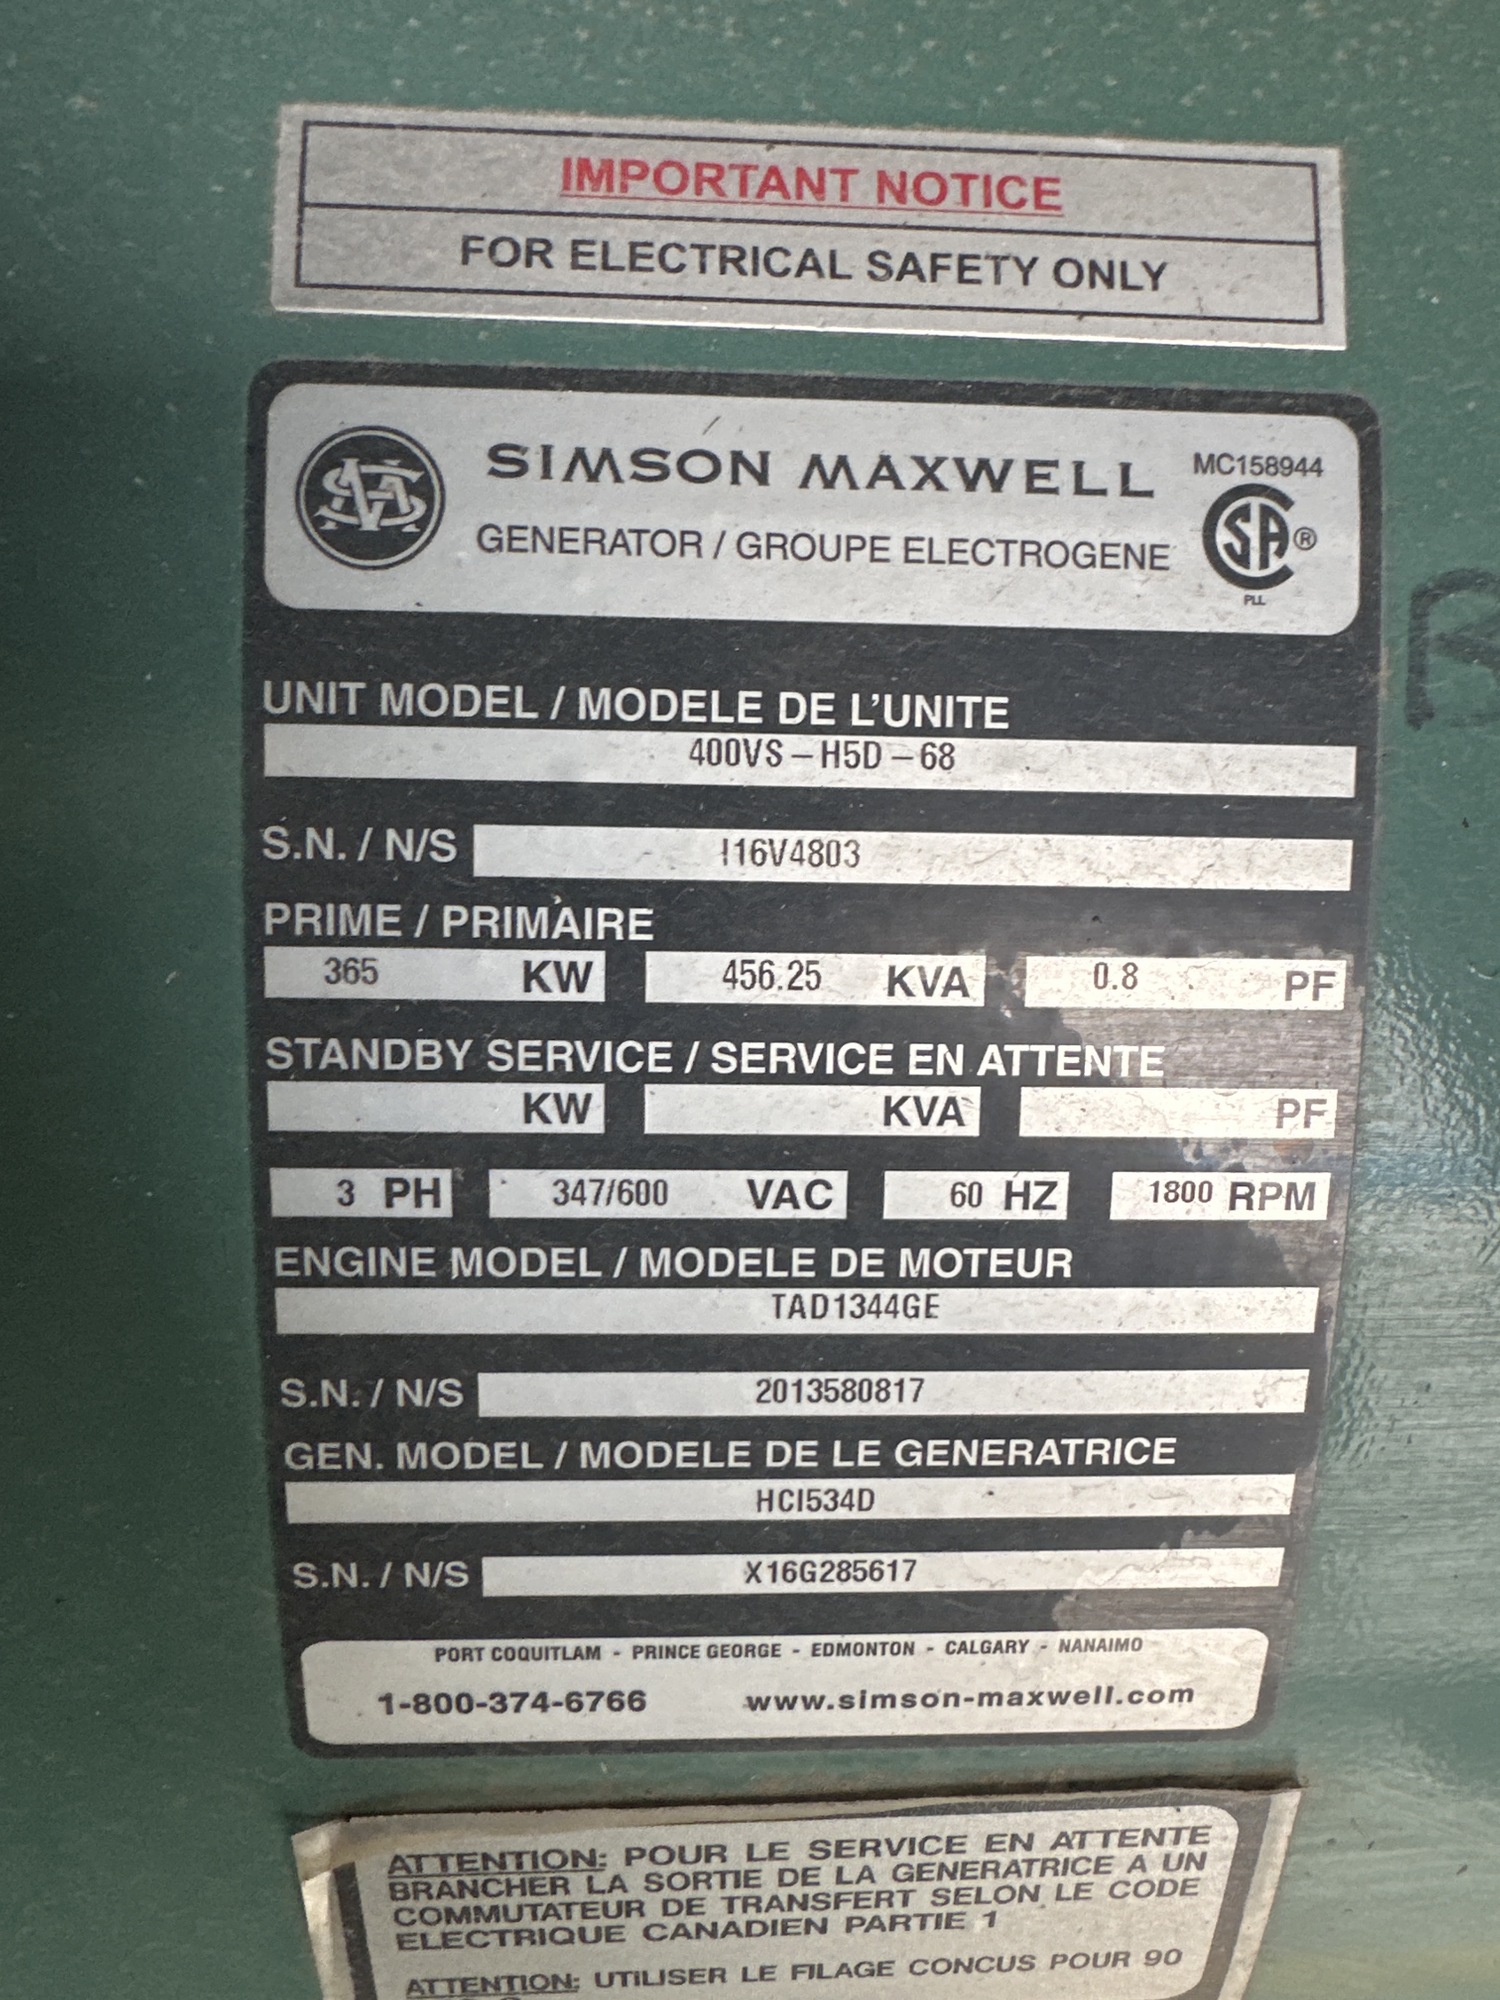 IMPORTANT NOTICE
FOR ELECTRICAL SAFETY ONLY
SIMSON MAXWELL MC158944
GENERATOR / GROUPE ELECTROGENE SA ®
PLL
UNIT MODEL / MODELE DE L'UNITE
400VS – H5D – 68
S.N. / N/S I16V4803
PRIME / PRIMAIRE
365 KW 456.25 KVA 0.8 PF
STANDBY SERVICE / SERVICE EN ATTENTE
KW KVA PF
3 PH 347/600 VAC 60 HZ 1800 RPM
ENGINE MODEL / MODELE DE MOTEUR
TAD1344GE
S.N. / N/S 2013580817
GEN. MODEL / MODELE DE LE GENERATRICE
HCI534D
S.N. / N/S X16G285617
PORT COQUITLAM - PRINCE GEORGE - EDMONTON - CALGARY - NANAIMO
1-800-374-6766 www.simson-maxwell.com
ATTENTION: POUR LE SERVICE EN ATTENTE
BRANCHER LA SORTIE DE LA GENERATRICE A UN
COMMUTATEUR DE TRANSFERT SELON LE CODE
ELECTRIQUE CANADIEN PARTIE 1
ATTENTION: UTILISER LE FILAGE CONCUS POUR 90